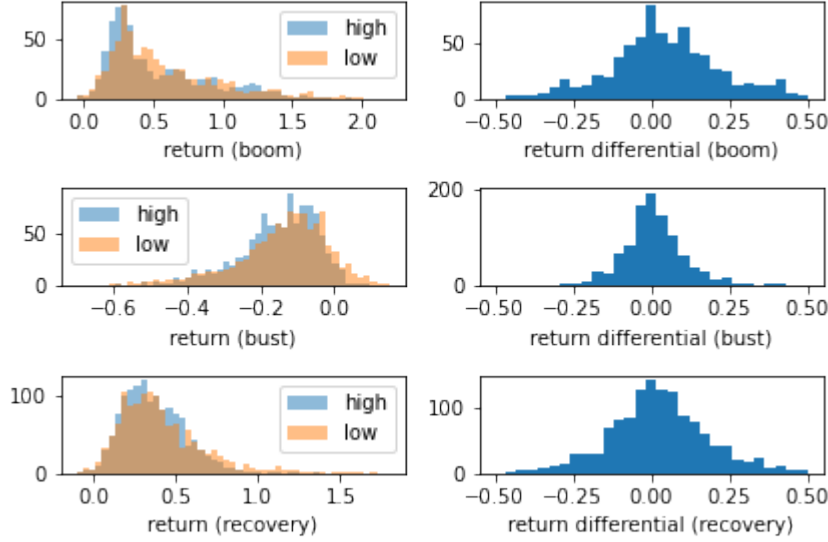 50
0
high
low
0.0 0.5 1.0 1.5 2.0
return (boom)
50
0
−0.50 −0.25 0.00 0.25 0.50
return differential (boom)
50
0
high
low
−0.6 −0.4 −0.2 0.0
return (bust)
200
0
−0.50 −0.25 0.00 0.25 0.50
return differential (bust)
100
0
high
low
0.0 0.5 1.0 1.5
return (recovery)
100
0
−0.50 −0.25 0.00 0.25 0.50
return differential (recovery)